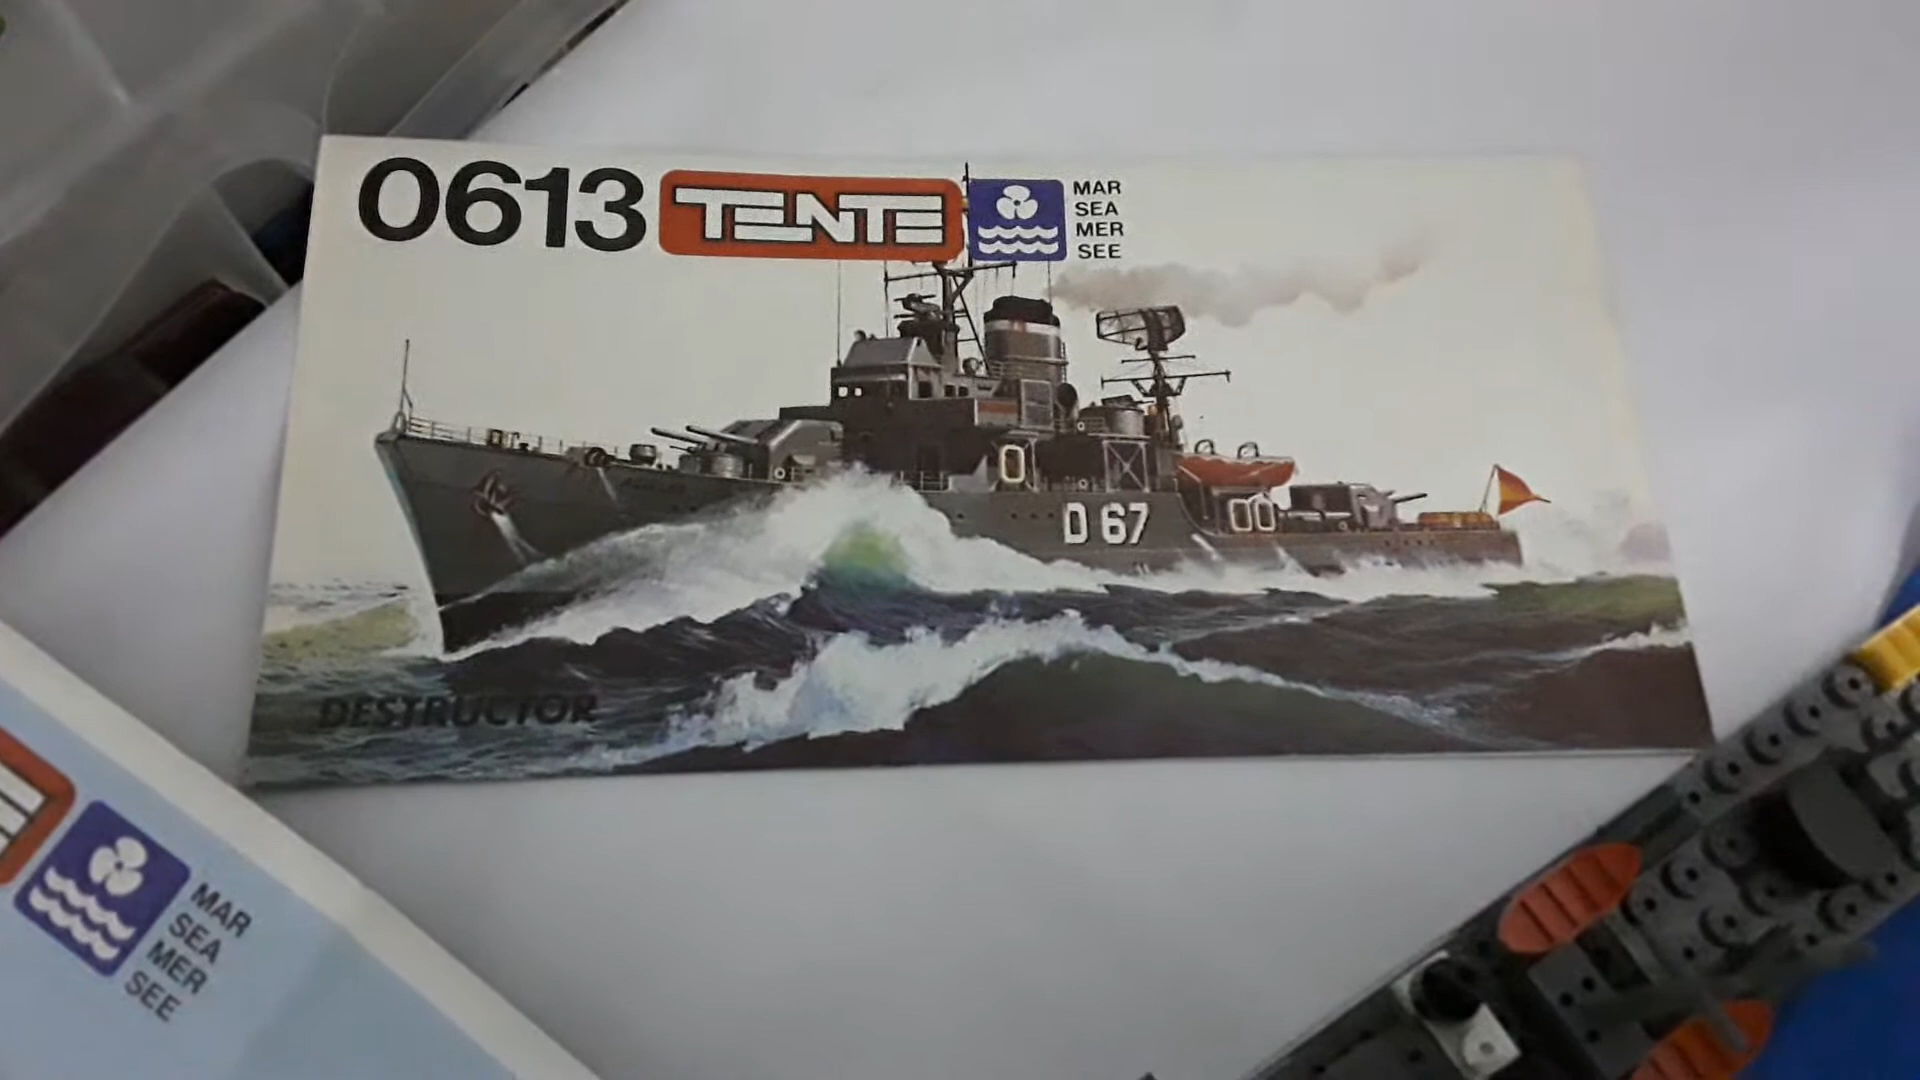 0613 TENTE
MAR
SEA
MER
SEE
D 67
DESTRUCTOR
MAR
SEA
MER
SEE